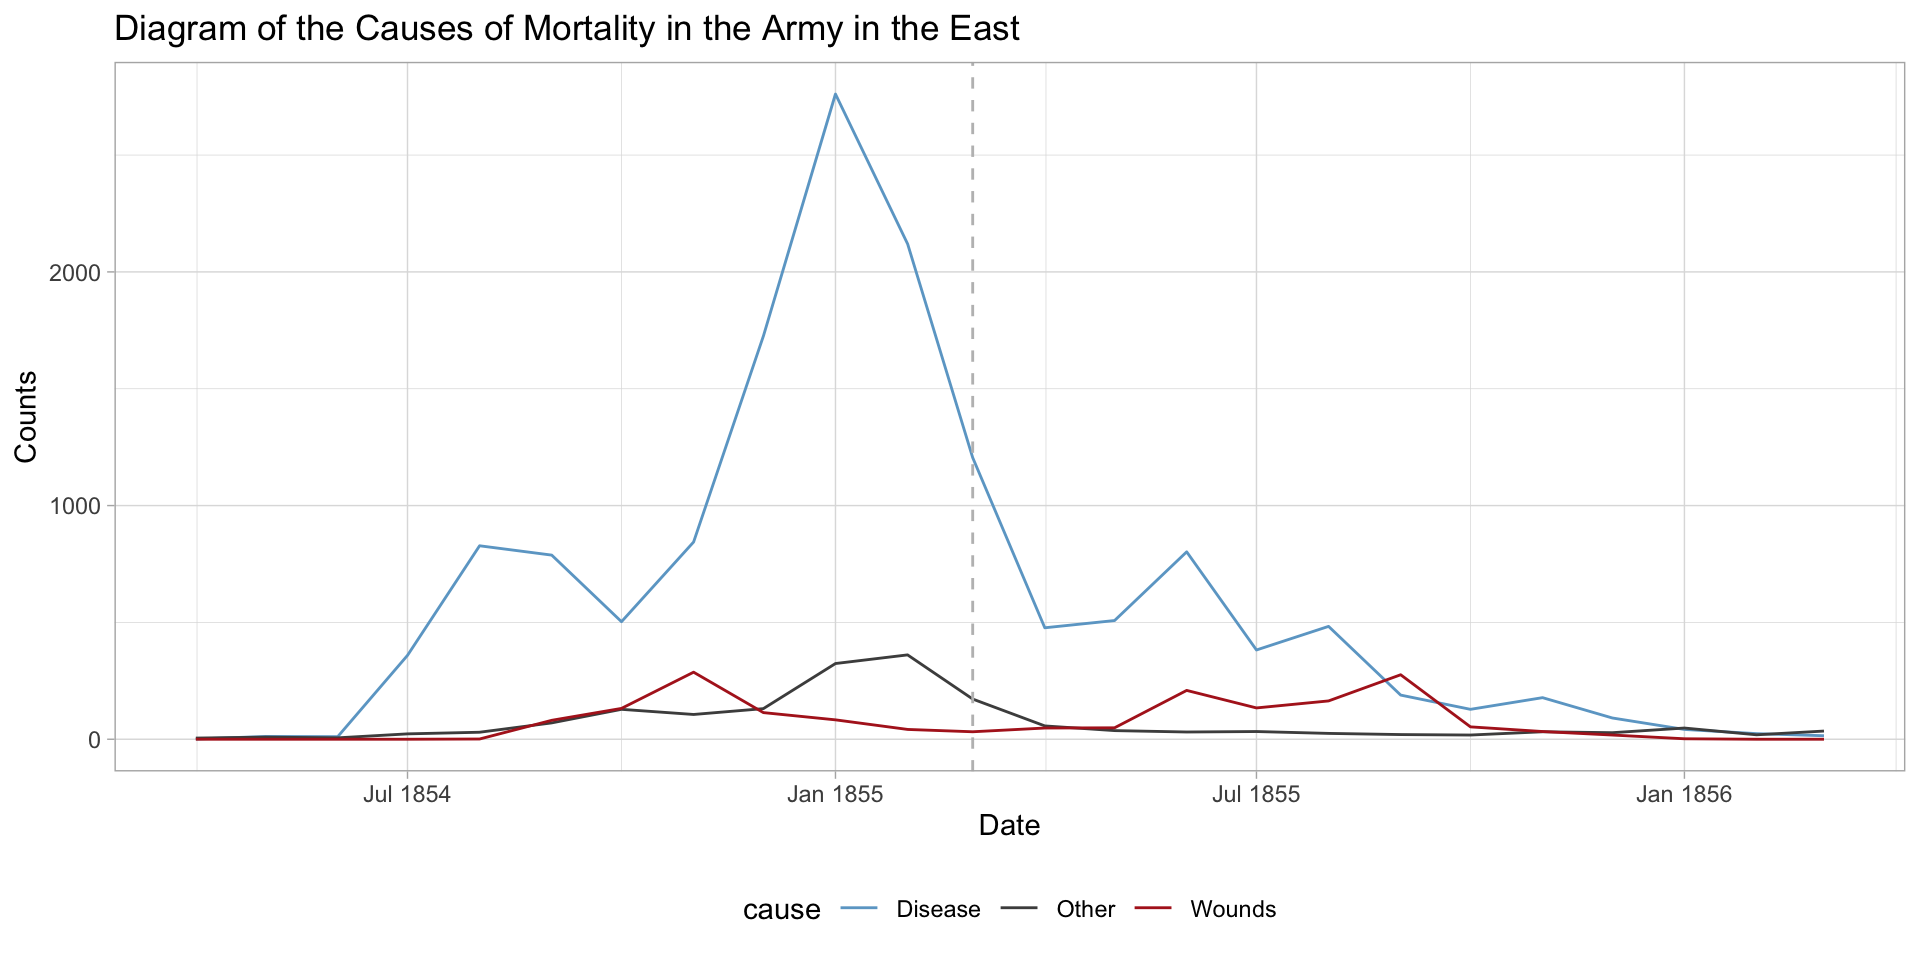 Diagram of the Causes of Mortality in the Army in the East
Counts
2000
1000
0
Jul 1854 Jan 1855 Jul 1855 Jan 1856
Date
cause Disease Other Wounds